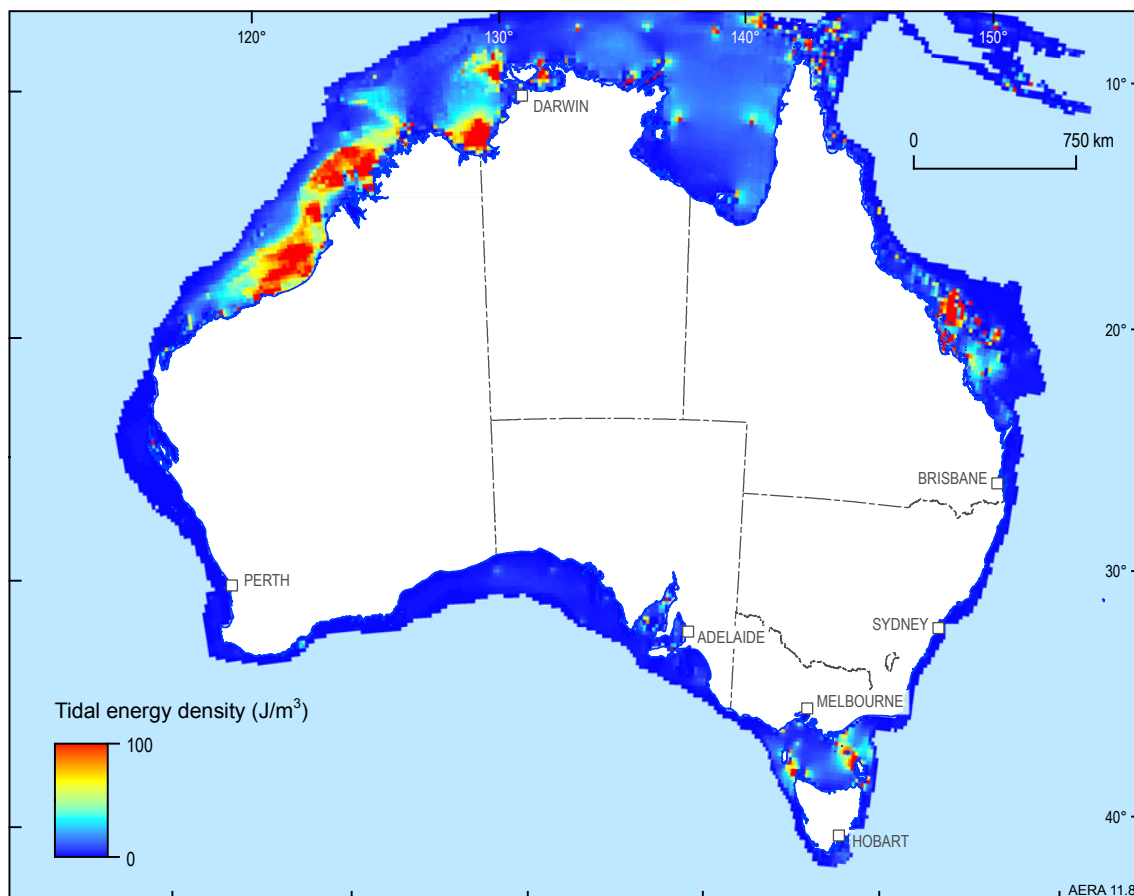 120°
130°
140°
150°
10°
DARWIN
0
750 km
20°
BRISBANE
30°
PERTH
SYDNEY
ADELAIDE
Tidal energy density (J/m³)
MELBOURNE
100
0
40°
HOBART
AERA 11.8